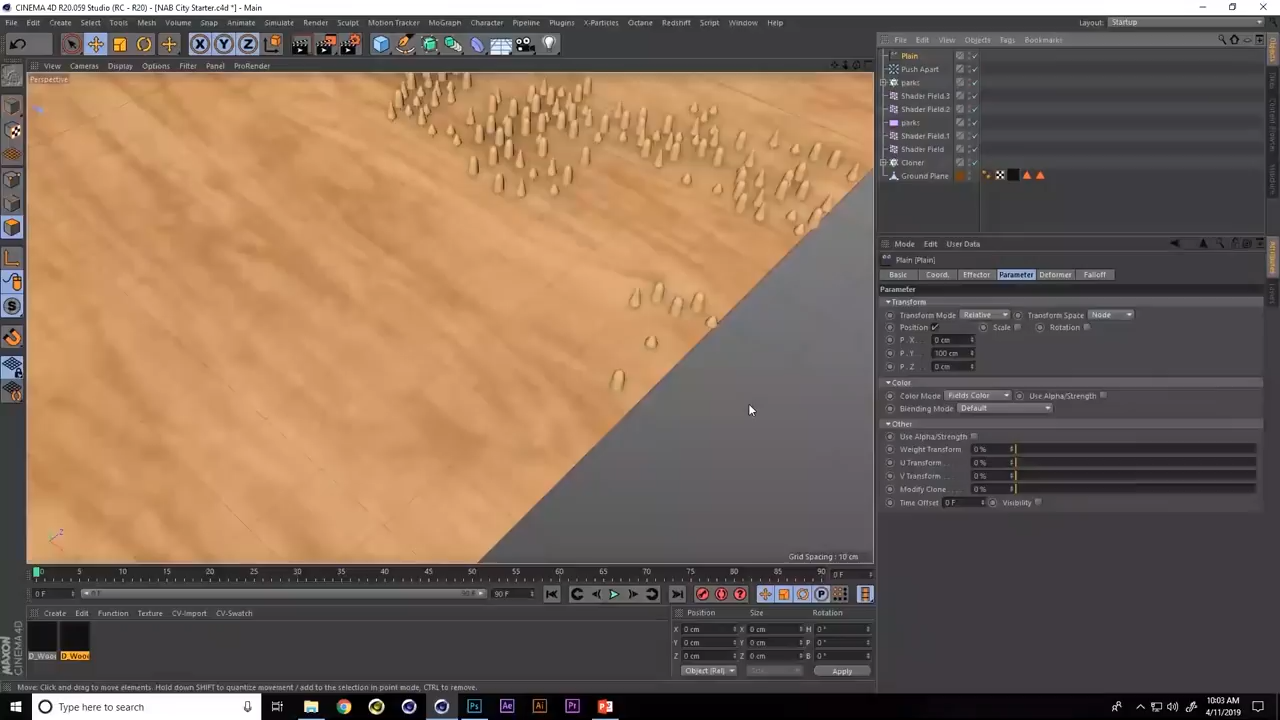 CINEMA 4D R20.059 Studio (RC - R20) - [NAB City Starter.c4d *] - Main
File Edit Create Select Tools Mesh Volume Snap Animate Simulate Render Sculpt Motion Tracker MoGraph Character Pipeline Plugins X-Particles Octane Redshift Script Window Help
Layout: Startup
View Cameras Display Options Filter Panel ProRender
Perspective
Grid Spacing : 10 cm
File Edit View Objects Tags Bookmarks
Plain
Push Apart
parks
Shader Field.3
Shader Field.2
parks
Shader Field.1
Shader Field
Cloner
Ground Plane
Mode Edit User Data
Plain [Plain]
Basic Coord. Effector Parameter Deformer Falloff
Parameter
Transform
Transform Mode Relative Transform Space Node
Position Scale Rotation
P . X 0 cm
P . Y 100 cm
P . Z 0 cm
Color
Color Mode Fields Color Use Alpha/Strength
Blending Mode Default
Other
Use Alpha/Strength
Weight Transform 0 %
U Transform . . 0 %
V Transform . . 0 %
Modify Clone. . . 0 %
Time Offset 0 F Visibility
0 5 10 15 20 25 30 35 40 45 50 55 60 65 70 75 80 85 90 0 F
0 F 90 F
Create Edit Function Texture CV-Import CV-Swatch
D_Wood D_Wood
Position Size Rotation
X 0 cm X 0 cm H 0 °
Y 0 cm Y 0 cm P 0 °
Z 0 cm Z 0 cm B 0 °
Object (Rel) Apply
MAXON CINEMA 4D
Move: Click and drag to move elements. Hold down SHIFT to quantize movement / add to the selection in point mode, CTRL to remove.
Type here to search
Ps Ae Ai Pr
10:03 AM
4/11/2019